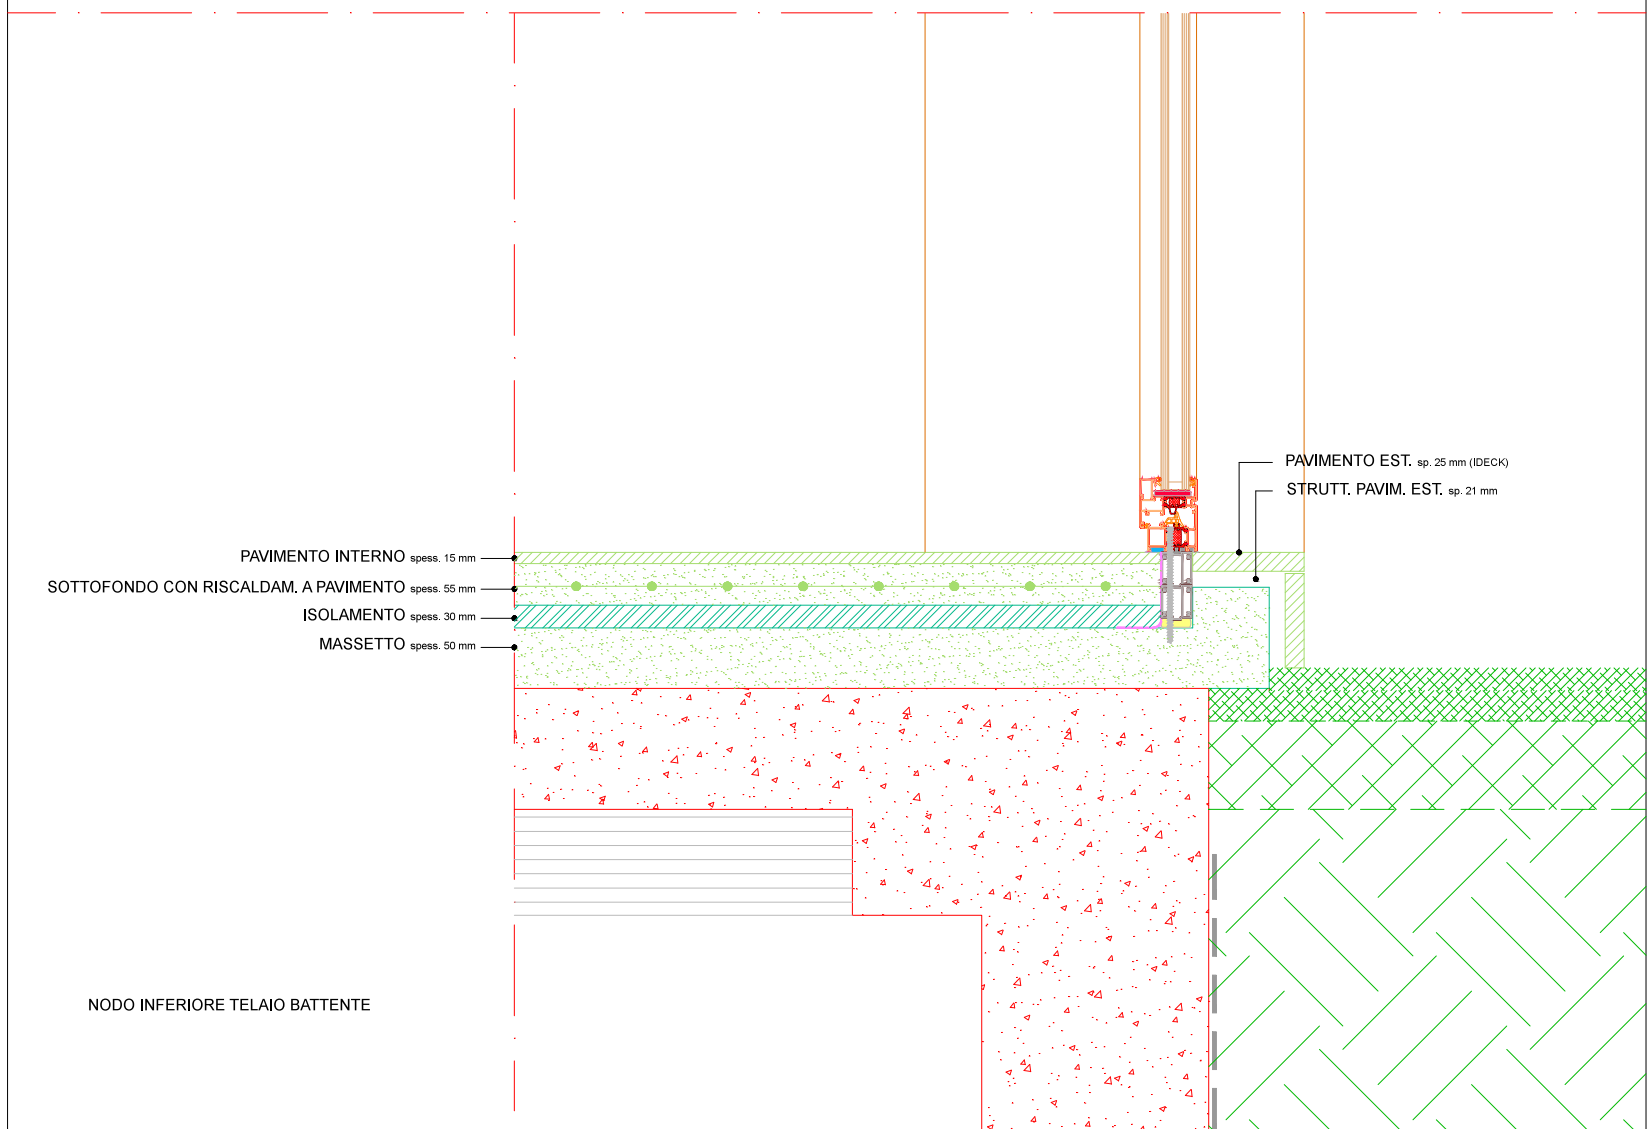 PAVIMENTO EST. sp. 25 mm (IDECK)
STRUTT. PAVIM. EST. sp. 21 mm
PAVIMENTO INTERNO spess. 15 mm
SOTTOFONDO CON RISCALDAM. A PAVIMENTO spess. 55 mm
ISOLAMENTO spess. 30 mm
MASSETTO spess. 50 mm
NODO INFERIORE TELAIO BATTENTE